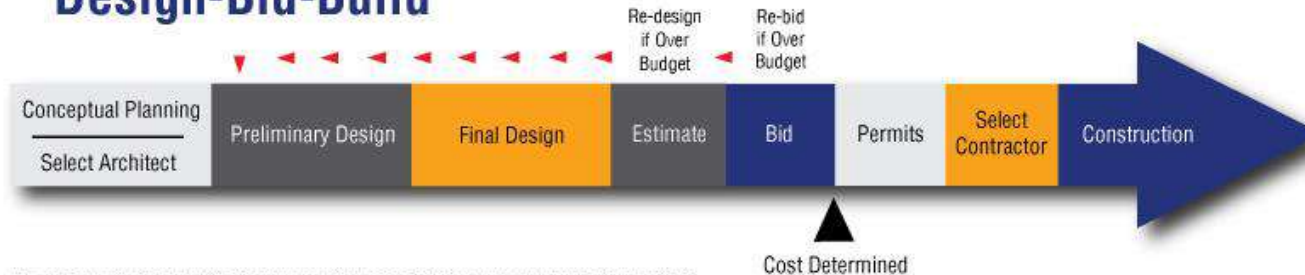 Design-Bid-Build
Re-design
if Over
Budget
Re-bid
if Over
Budget
Conceptual Planning
Select Architect
Preliminary Design
Final Design
Estimate
Bid
Permits
Select
Contractor
Construction
Cost Determined